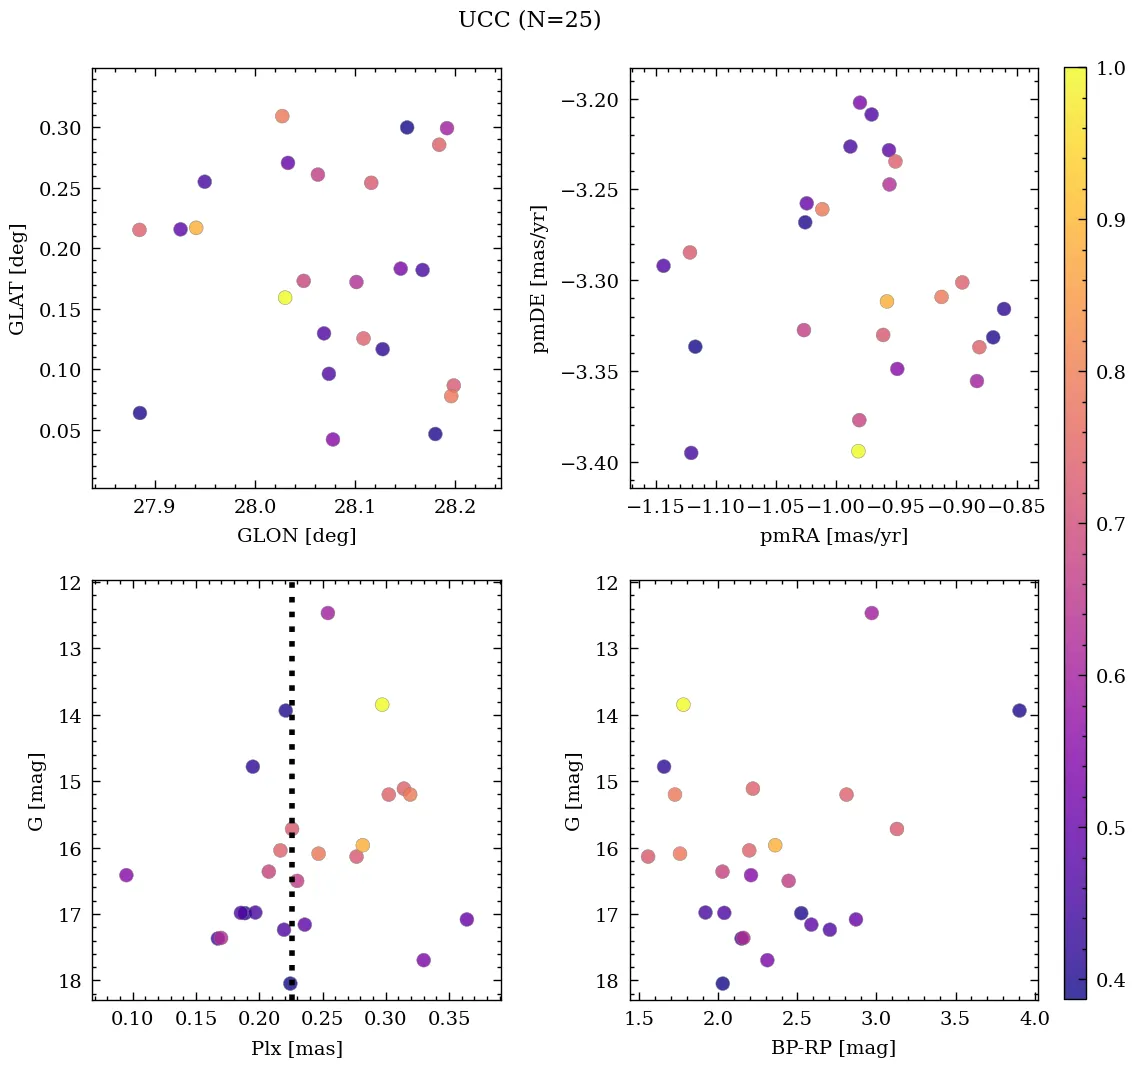 UCC (N=25)
0.30
0.25
0.20
0.15
0.10
0.05
GLAT [deg]
27.9 28.0 28.1 28.2
GLON [deg]
−3.20
−3.25
−3.30
−3.35
−3.40
pmDE [mas/yr]
−1.15 −1.10 −1.05 −1.00 −0.95 −0.90 −0.85
pmRA [mas/yr]
12
13
14
15
16
17
18
G [mag]
0.10 0.15 0.20 0.25 0.30 0.35
Plx [mas]
12
13
14
15
16
17
18
G [mag]
1.5 2.0 2.5 3.0 3.5 4.0
BP-RP [mag]
1.0
0.9
0.8
0.7
0.6
0.5
0.4